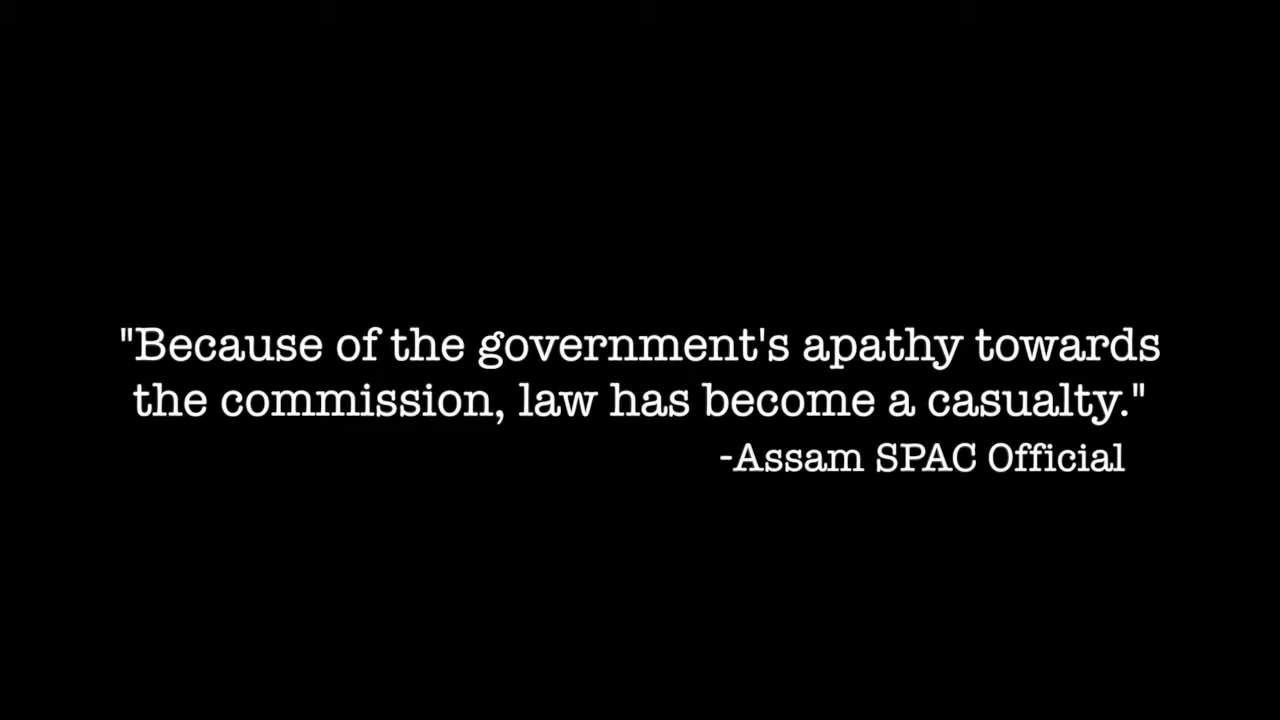 "Because of the government's apathy towards
the commission, law has become a casualty."
-Assam SPAC Official